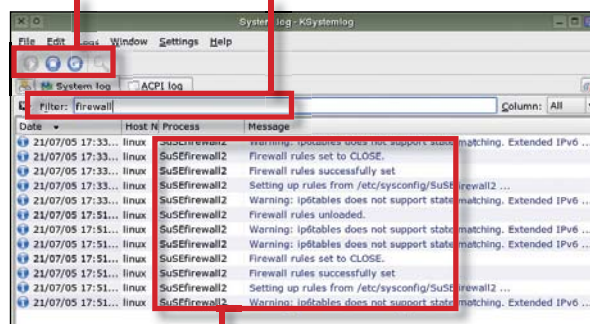 System log - KSystemlog
File Edit Logs Window Settings Help
System log ACPI log
Filter: firewall Column: All
Date Host N Process Message
21/07/05 17:33... linux SuSEfirewall2 Warning: ip6tables does not support state matching. Extended IPv6 ...
21/07/05 17:33... linux SuSEfirewall2 Firewall rules set to CLOSE.
21/07/05 17:33... linux SuSEfirewall2 Firewall rules successfully set
21/07/05 17:33... linux SuSEfirewall2 Setting up rules from /etc/sysconfig/SuSEfirewall2 ...
21/07/05 17:33... linux SuSEfirewall2 Warning: ip6tables does not support state matching. Extended IPv6 ...
21/07/05 17:51... linux SuSEfirewall2 Firewall rules unloaded.
21/07/05 17:51... linux SuSEfirewall2 Warning: ip6tables does not support state matching. Extended IPv6 ...
21/07/05 17:51... linux SuSEfirewall2 Warning: ip6tables does not support state matching. Extended IPv6 ...
21/07/05 17:51... linux SuSEfirewall2 Firewall rules set to CLOSE.
21/07/05 17:51... linux SuSEfirewall2 Firewall rules successfully set
21/07/05 17:51... linux SuSEfirewall2 Setting up rules from /etc/sysconfig/SuSEfirewall2 ...
21/07/05 17:51... linux SuSEfirewall2 Warning: ip6tables does not support state matching. Extended IPv6 ...